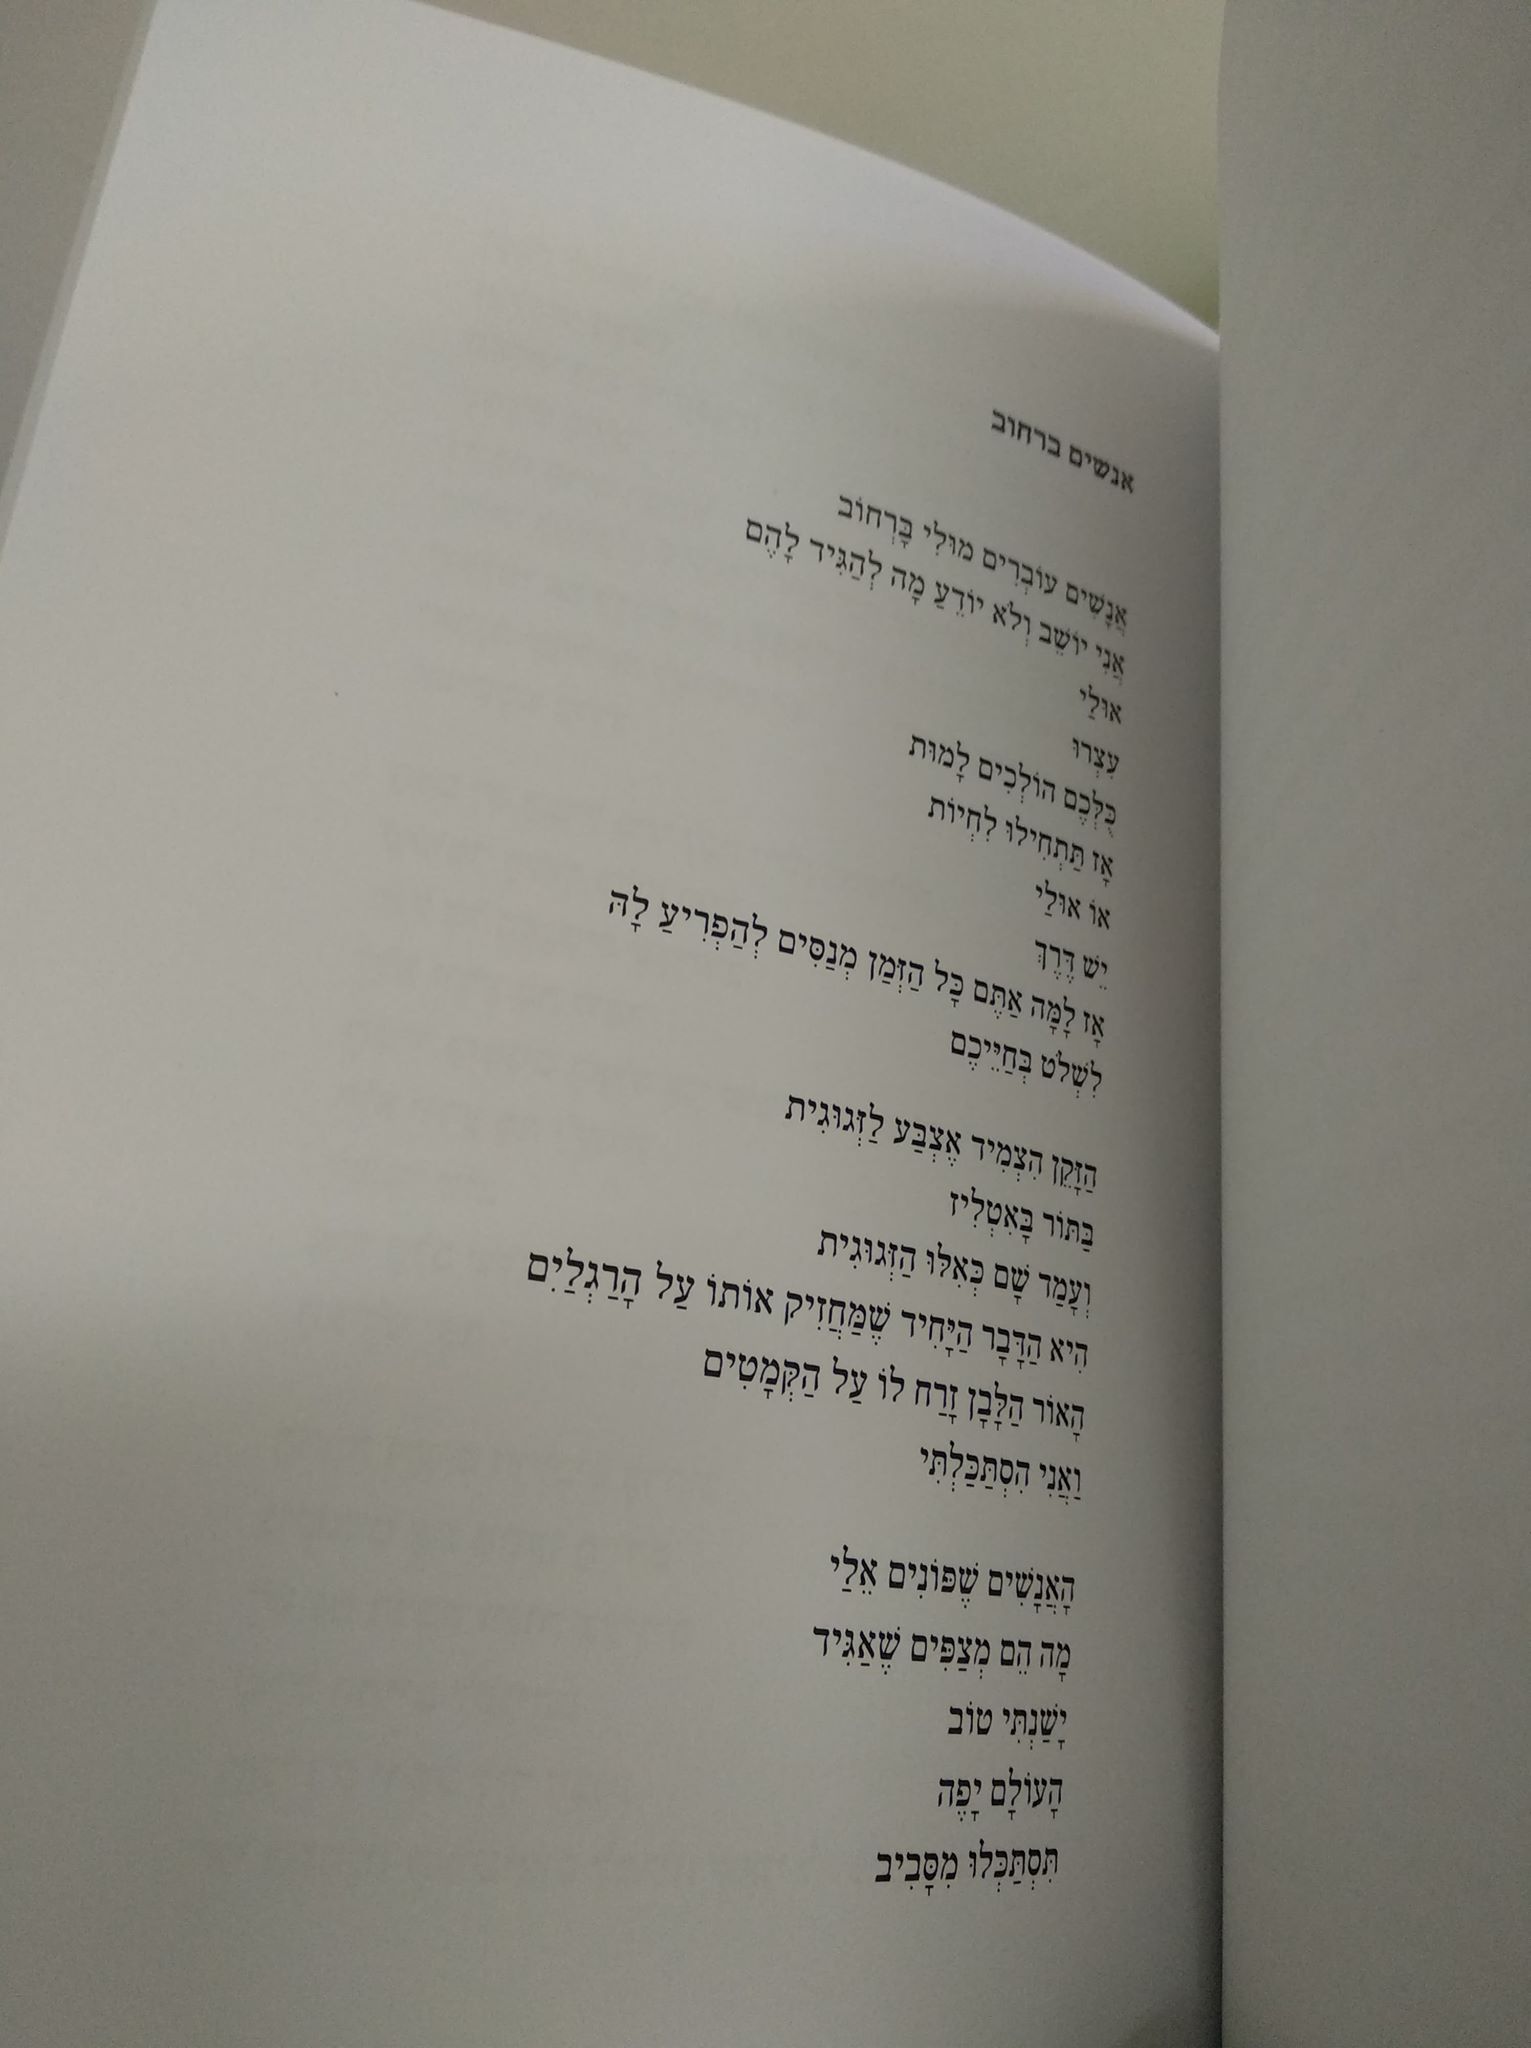 אנשים ברחוב
אֲנָשִׁים עוֹבְרִים מוּלִי בָּרְחוֹב
אֲנִי יוֹשֵׁב וְלֹא יוֹדֵעַ מָה לְהַגִּיד לָהֶם
אוּלַי
עִצְרוּ
כֻּלְּכֶם הוֹלְכִים לָמוּת
אָז תַּתְחִילוּ לִחְיוֹת
אוֹ אוּלַי
יֵשׁ דֶּרֶךְ
אָז לָמָּה אַתֶּם כָּל הַזְּמַן מְנַסִּים לְהַפְרִיעַ לָהּ
לִשְׁלֹט בְּחַיֵּיכֶם
הַזָּקֵן הִצְמִיד אֶצְבַּע לַזְּגוּגִית
בַּתּוֹר בָּאִטְלִיז
וְעָמַד שָׁם כְּאִלּוּ הַזְּגוּגִית
הִיא הַדָּבָר הַיָּחִיד שֶׁמַּחֲזִיק אוֹתוֹ עַל הָרַגְלַיִם
הָאוֹר הַלָּבָן זָרַח לוֹ עַל הַקְּמָטִים
וַאֲנִי הִסְתַּכַּלְתִּי
הָאֲנָשִׁים שֶׁפּוֹנִים אֵלַי
מָה הֵם מְצַפִּים שֶׁאַגִּיד
יָשַׁנְתִּי טוֹב
הָעוֹלָם יָפֶה
תִּסְתַּכְּלוּ מִסָּבִיב